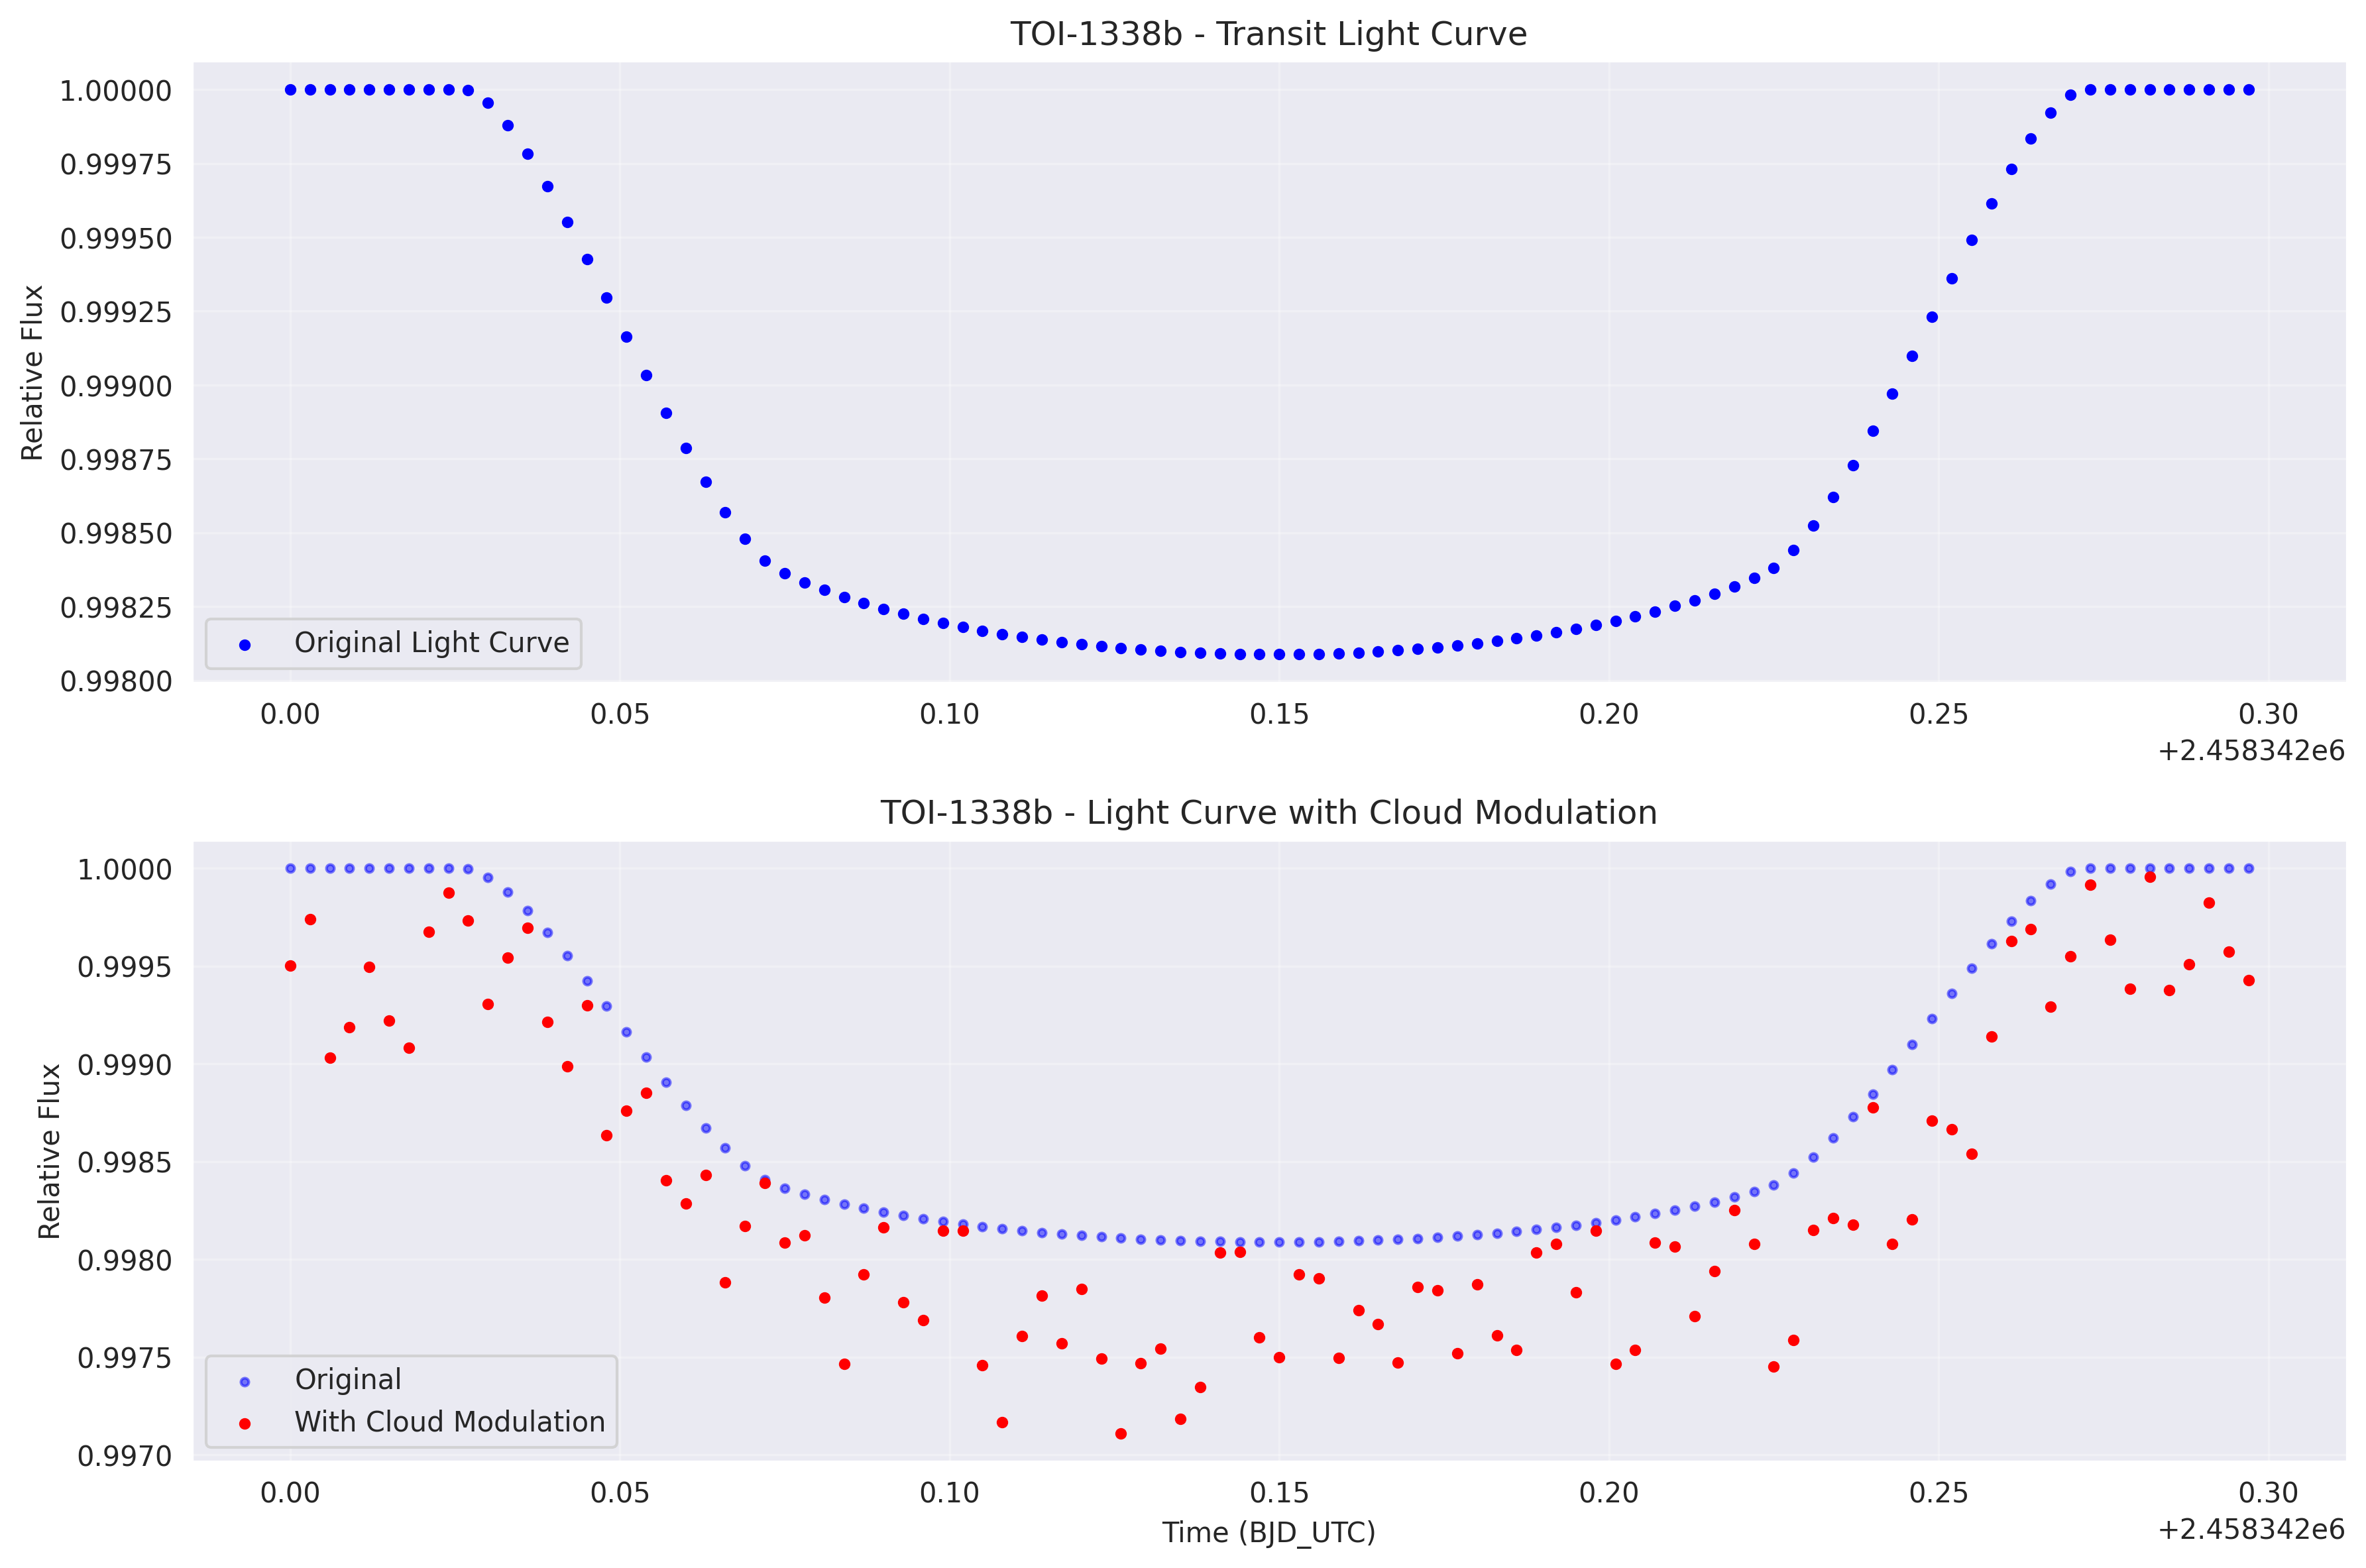 TOI-1338b - Transit Light Curve
Relative Flux
1.00000
0.99975
0.99950
0.99925
0.99900
0.99875
0.99850
0.99825
0.99800
Original Light Curve
0.00 0.05 0.10 0.15 0.20 0.25 0.30
+2.458342e6
TOI-1338b - Light Curve with Cloud Modulation
Relative Flux
1.0000
0.9995
0.9990
0.9985
0.9980
0.9975
0.9970
Original
With Cloud Modulation
0.00 0.05 0.10 0.15 0.20 0.25 0.30
Time (BJD_UTC)
+2.458342e6